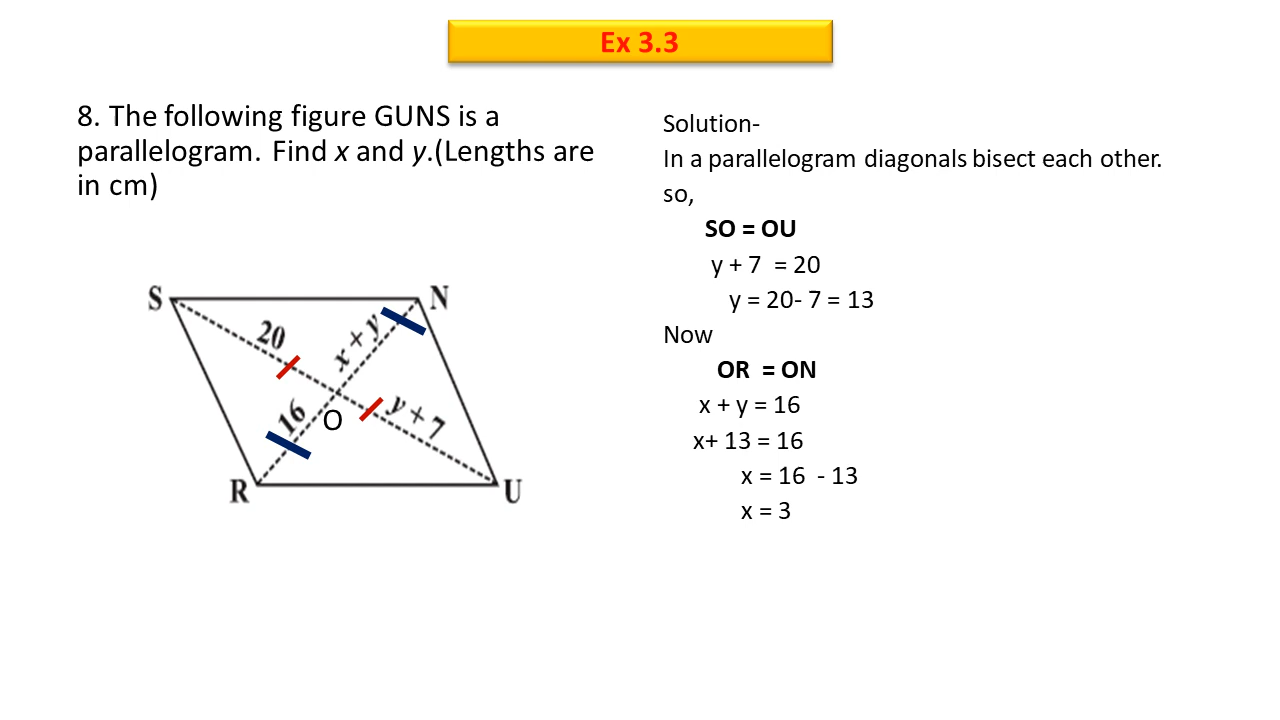 Ex 3.3
8. The following figure GUNS is a
parallelogram. Find x and y.(Lengths are
in cm)
S
N
20
x + y
16
O
y + 7
R
U
Solution-
In a parallelogram diagonals bisect each other.
so,
SO = OU
y + 7 = 20
y = 20- 7 = 13
Now
OR = ON
x + y = 16
x+ 13 = 16
x = 16 - 13
x = 3